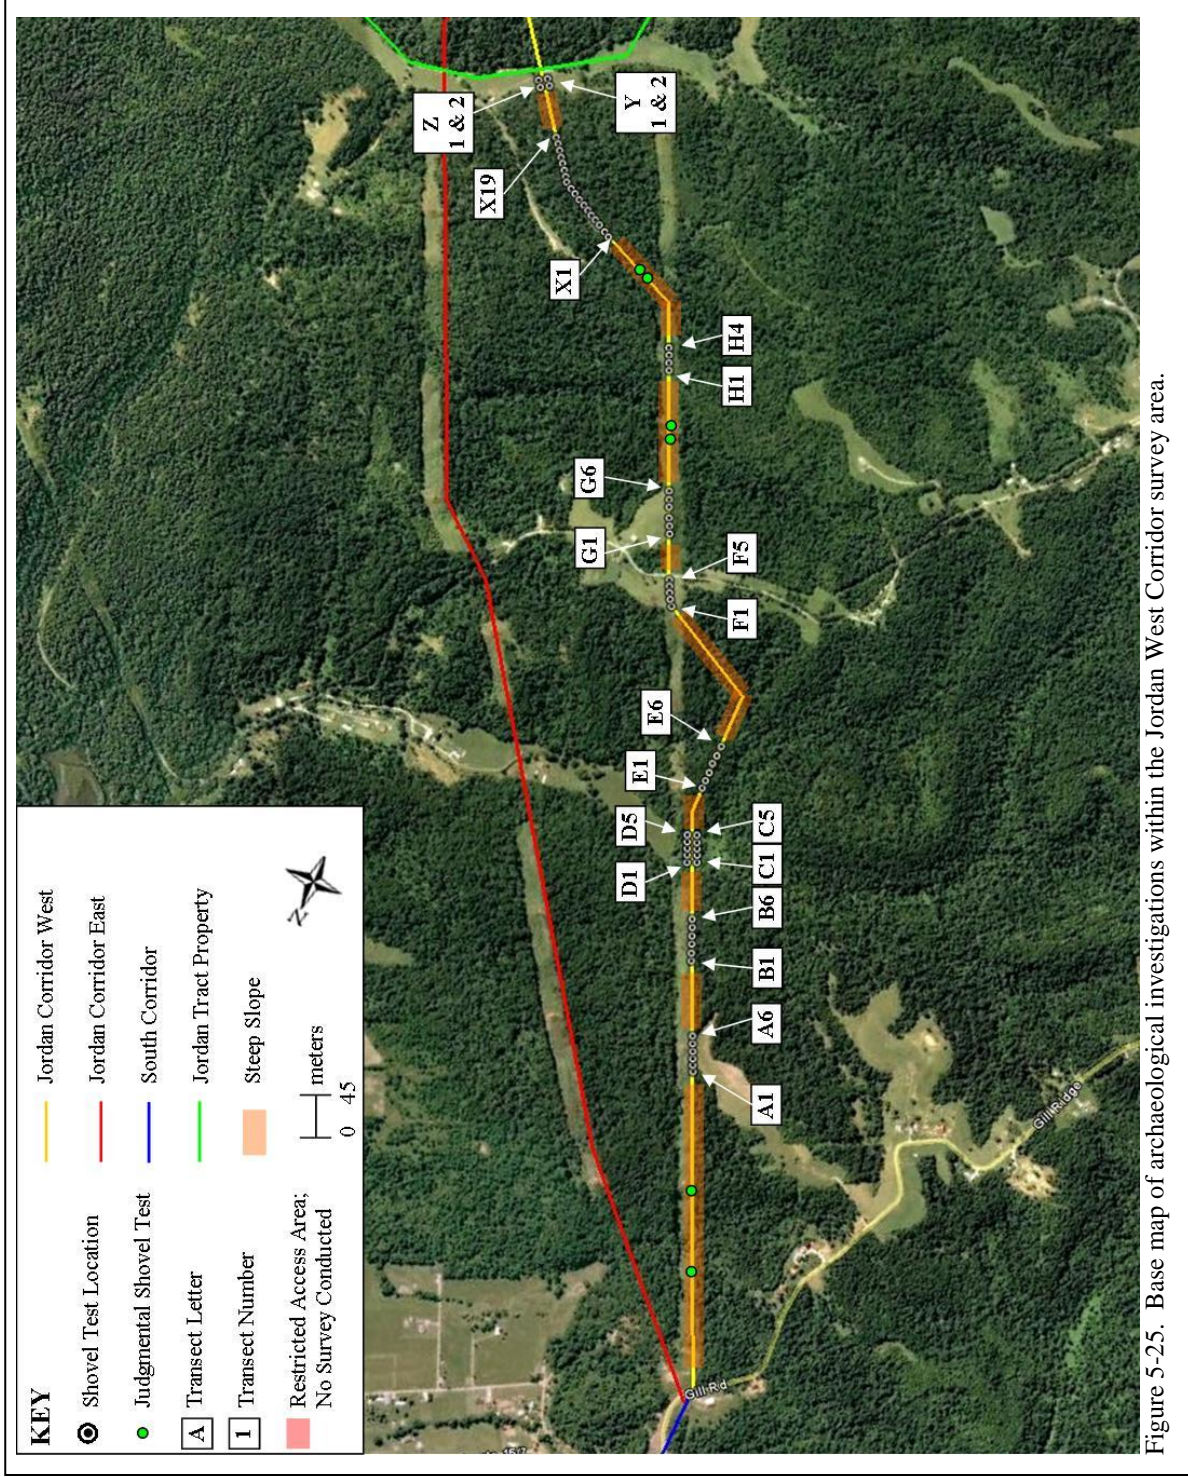 KEY
Shovel Test Location
Judgmental Shovel Test
A Transect Letter
1 Transect Number
Restricted Access Area;
No Survey Conducted
Jordan Corridor West
Jordan Corridor East
South Corridor
Jordan Tract Property
Steep Slope
0 45
meters
N
Z
1 & 2
Y
1 & 2
X19
X1
H4
H1
G6
G1
F5
F1
E6
E1
D5
D1
C5
C1
B6
B1
A6
A1
Gill Rd
Gill Ridge
Figure 5-25. Base map of archaeological investigations within the Jordan West Corridor survey area.